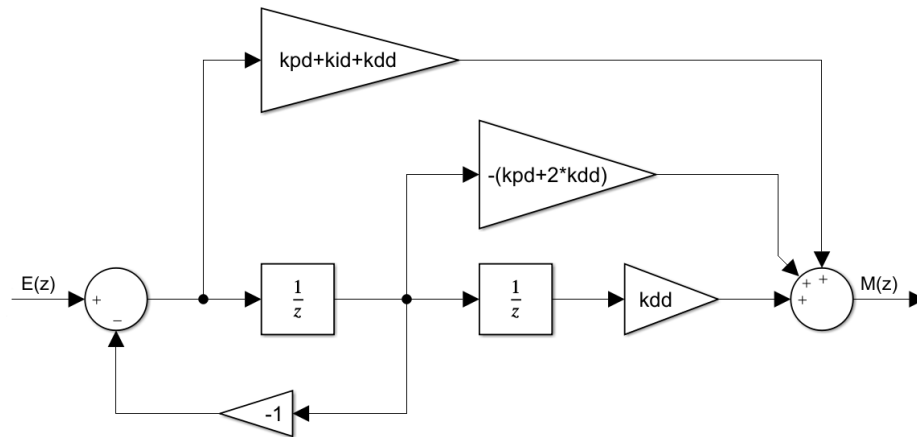 kpd+kid+kdd
-(kpd+2*kdd)
E(z)
+
−
1
z
1
z
kdd
+
+
+
M(z)
-1